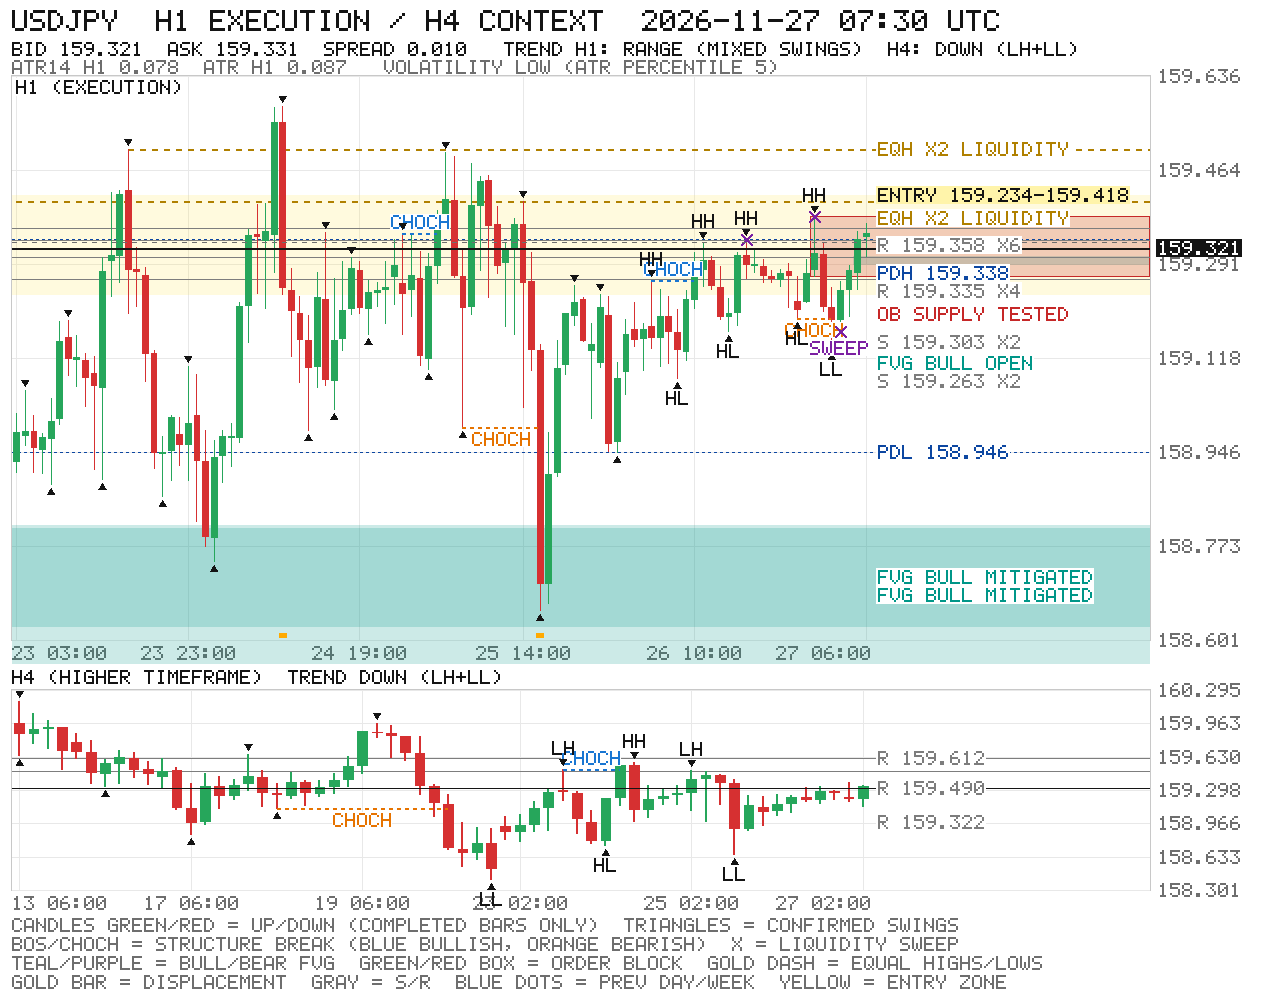 USDJPY  H1 EXECUTION / H4 CONTEXT  2026-11-27 07:30 UTC
BID 159.321  ASK 159.331  SPREAD 0.010   TREND H1: RANGE (MIXED SWINGS)  H4: DOWN (LH+LL)
ATR14 H1 0.078  ATR H1 0.087   VOLATILITY LOW (ATR PERCENTILE 5)
159.636
H1 (EXECUTION)
EQH X2 LIQUIDITY
159.464
ENTRY 159.234-159.418
HH
EQH X2 LIQUIDITY
HH
HH
CHOCH
R 159.358 X6
159.321
HH
159.291
CHOCH
PDH 159.338
R 159.335 X4
OB SUPPLY TESTED
CHOCH
HL
S 159.303 X2
SWEEP
HL
159.118
FVG BULL OPEN
LL
S 159.263 X2
HL
CHOCH
PDL 158.946
158.946
158.773
FVG BULL MITIGATED
FVG BULL MITIGATED
158.601
23 03:00
23 23:00
24 19:00
25 14:00
26 10:00
27 06:00
H4 (HIGHER TIMEFRAME)  TREND DOWN (LH+LL)
160.295
159.963
HH
LH
LH
CHOCH
R 159.612
159.630
R 159.490
159.298
CHOCH
R 159.322
158.966
158.633
HL
LL
158.301
LL
13 06:00
17 06:00
19 06:00
23 02:00
25 02:00
27 02:00
CANDLES GREEN/RED = UP/DOWN (COMPLETED BARS ONLY)  TRIANGLES = CONFIRMED SWINGS
BOS/CHOCH = STRUCTURE BREAK (BLUE BULLISH, ORANGE BEARISH)  X = LIQUIDITY SWEEP
TEAL/PURPLE = BULL/BEAR FVG  GREEN/RED BOX = ORDER BLOCK  GOLD DASH = EQUAL HIGHS/LOWS
GOLD BAR = DISPLACEMENT  GRAY = S/R  BLUE DOTS = PREV DAY/WEEK  YELLOW = ENTRY ZONE